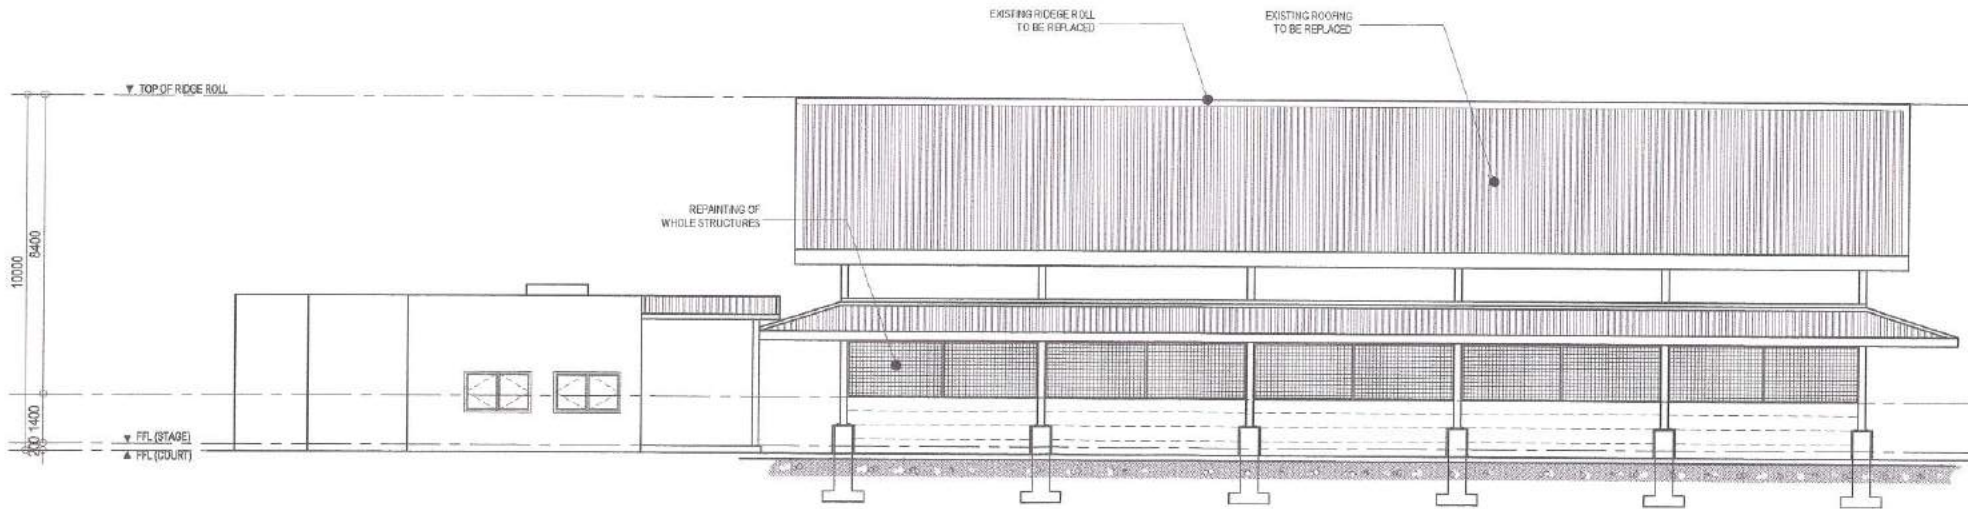 EXISTING RIDEGE ROLL
TO BE REPLACED
EXISTING ROOFING
TO BE REPLACED
TOP OF RIDGE ROLL
REPAINTING OF
WHOLE STRUCTURES
10000
8400
1400
200
FFL (STAGE)
FFL (COURT)